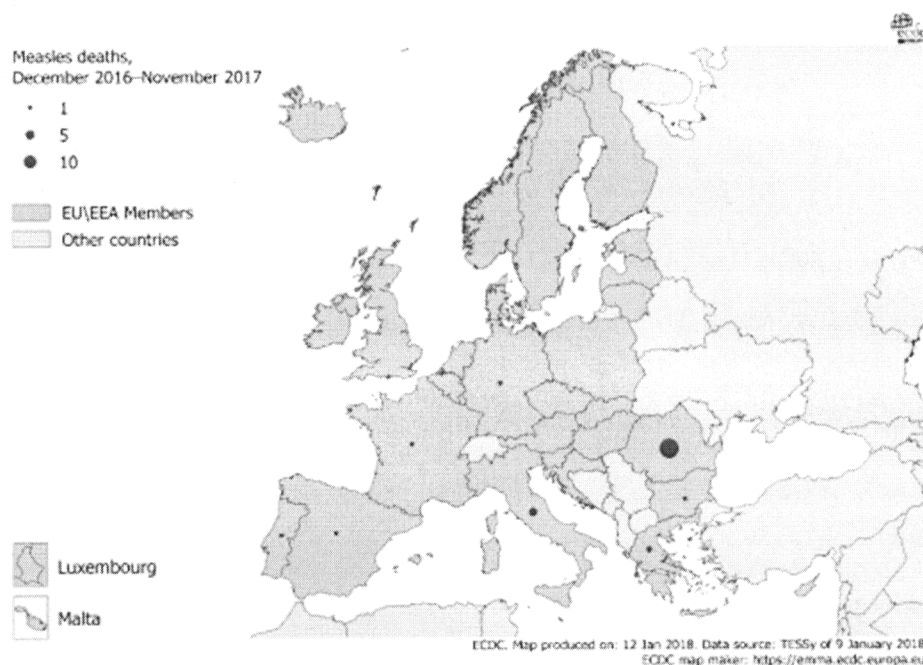 Measles deaths,
December 2016–November 2017
1
5
10
EU\EEA Members
Other countries
Luxembourg
Malta
ECDC. Map produced on: 12 Jan 2018. Data source: TESSy of 9 January 2018
ECDC map maker: https://emma.ecdc.europa.eu